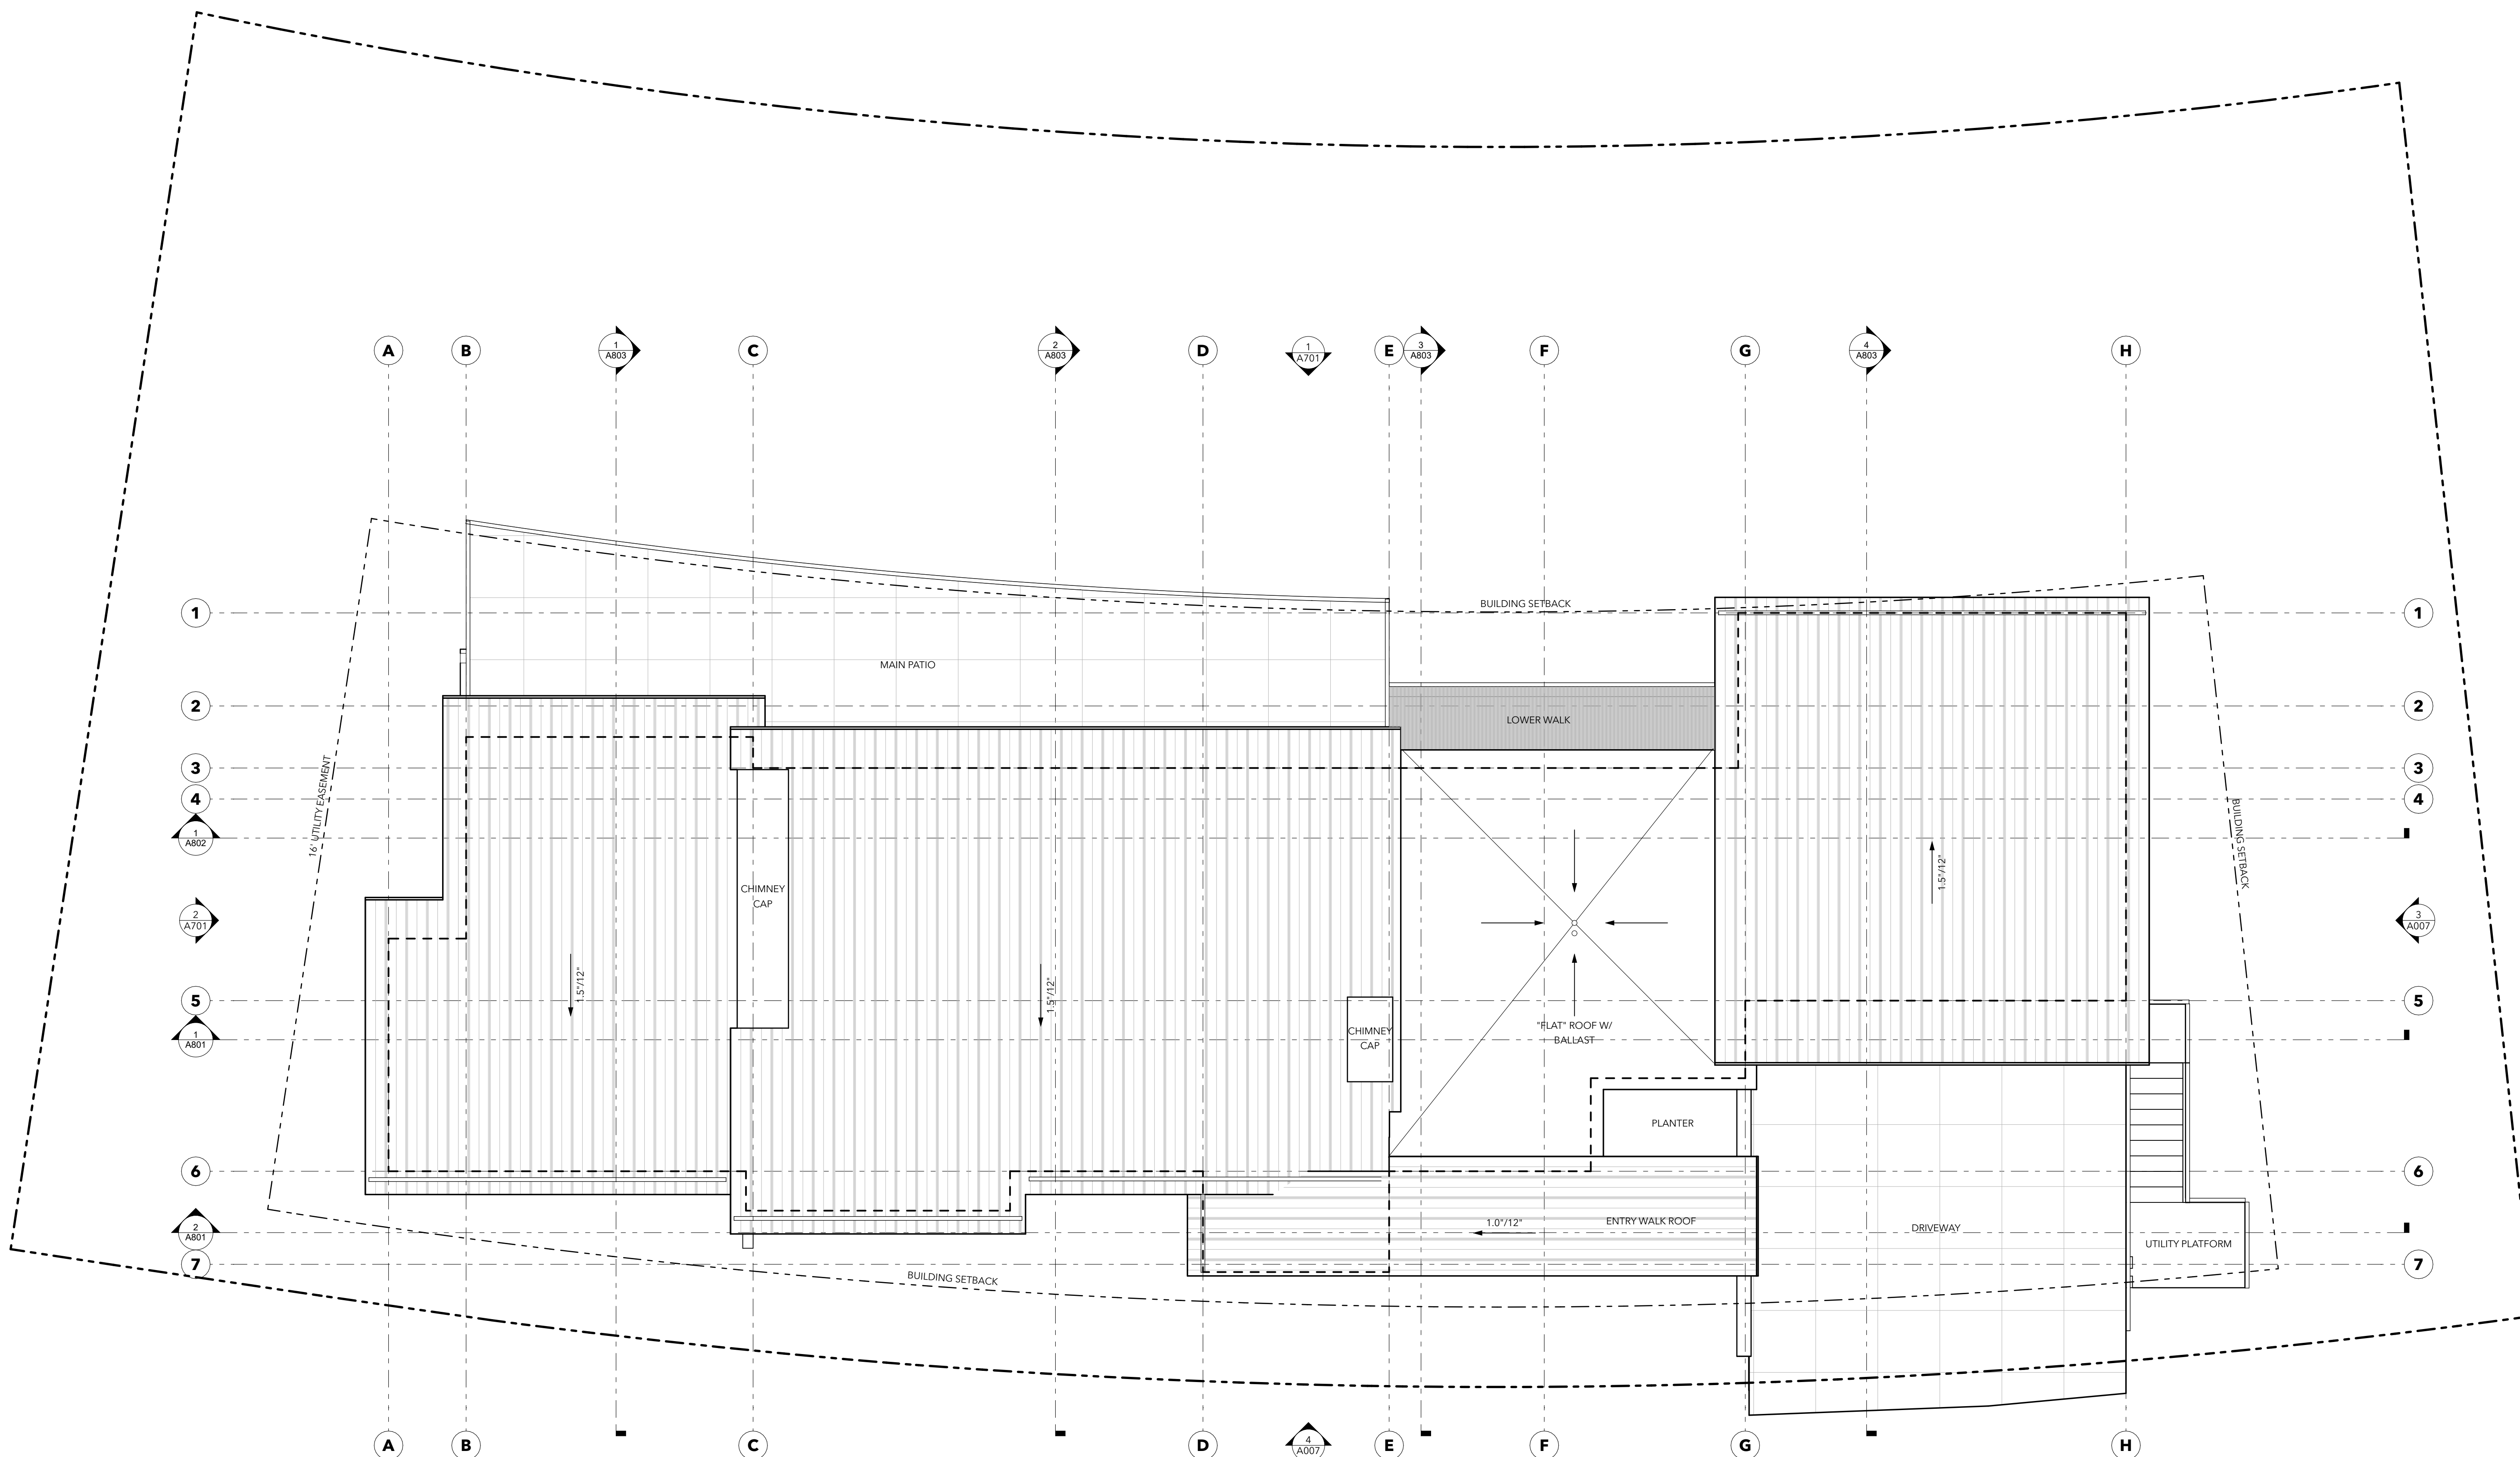 A B 1 A803 C 2 A803 D 1 A701 E 3 A803 F G 4 A803 H
BUILDING SETBACK
1 1
MAIN PATIO
2 2
LOWER WALK
3 3
16' UTILITY EASEMENT
4 4
BUILDING SETBACK
1
A802
CHIMNEY
CAP
1.5"/12"
2
A701
3
A007
1.5"/12"
1.5"/12"
5 5
"FLAT" ROOF W/
BALLAST
CHIMNEY
CAP
1
A801
PLANTER
6 6
1.0"/12"
ENTRY WALK ROOF
DRIVEWAY
2
A801
UTILITY PLATFORM
7 7
BUILDING SETBACK
A B C D 4 A007 E F G H